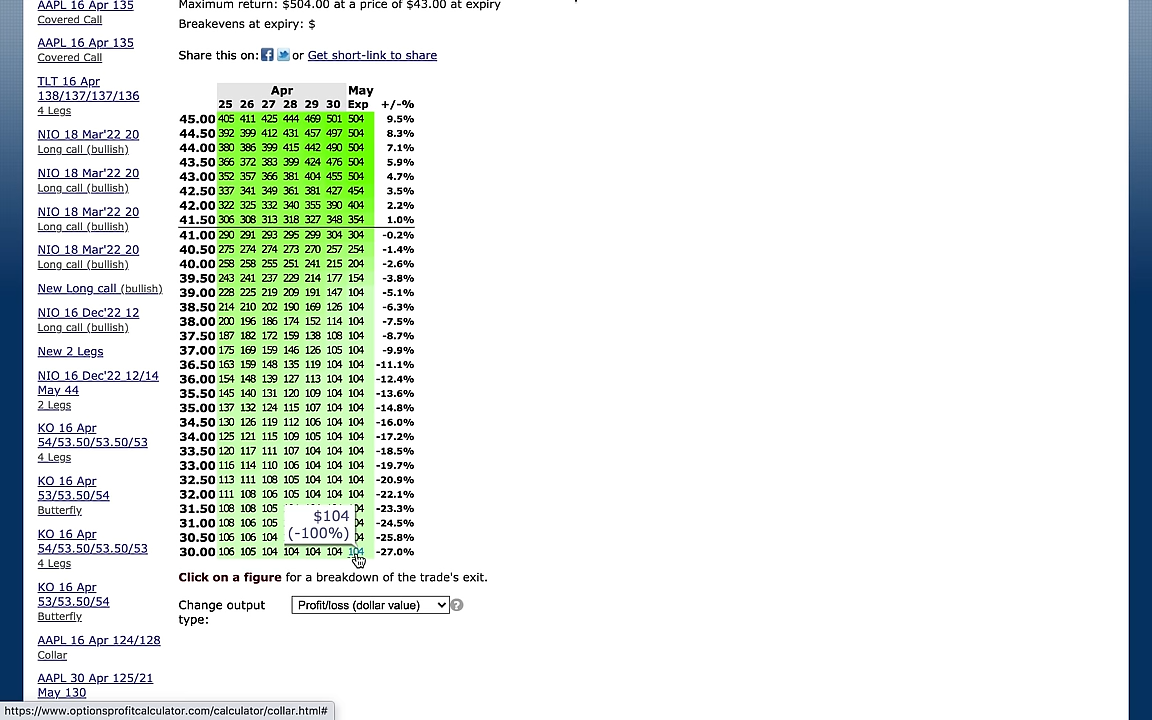 AAPL 16 Apr 135
Covered Call
AAPL 16 Apr 135
Covered Call
TLT 16 Apr
138/137/137/136
4 Legs
NIO 18 Mar'22 20
Long call (bullish)
NIO 18 Mar'22 20
Long call (bullish)
NIO 18 Mar'22 20
Long call (bullish)
NIO 18 Mar'22 20
Long call (bullish)
New Long call (bullish)
NIO 16 Dec'22 12
Long call (bullish)
New 2 Legs
NIO 16 Dec'22 12/14
May 44
2 Legs
KO 16 Apr
54/53.50/53.50/53
4 Legs
KO 16 Apr
53/53.50/54
Butterfly
KO 16 Apr
54/53.50/53.50/53
4 Legs
KO 16 Apr
53/53.50/54
Butterfly
AAPL 16 Apr 124/128
Collar
AAPL 30 Apr 125/21
May 130
Maximum return: $504.00 at a price of $43.00 at expiry
Breakevens at expiry: $
Share this on: or Get short-link to share
Apr May
25 26 27 28 29 30 Exp +/-%
45.00 405 411 425 444 469 501 504 9.5%
44.50 392 399 412 431 457 497 504 8.3%
44.00 380 386 399 415 442 490 504 7.1%
43.50 366 372 383 399 424 476 504 5.9%
43.00 352 357 366 381 404 455 504 4.7%
42.50 337 341 349 361 381 427 454 3.5%
42.00 322 325 332 340 355 390 404 2.2%
41.50 306 308 313 318 327 348 354 1.0%
41.00 290 291 293 295 299 304 304 -0.2%
40.50 275 274 274 273 270 257 254 -1.4%
40.00 258 258 255 251 241 215 204 -2.6%
39.50 243 241 237 229 214 177 154 -3.8%
39.00 228 225 219 209 191 147 104 -5.1%
38.50 214 210 202 190 169 126 104 -6.3%
38.00 200 196 186 174 152 114 104 -7.5%
37.50 187 182 172 159 138 108 104 -8.7%
37.00 175 169 159 146 126 105 104 -9.9%
36.50 163 159 148 135 119 104 104 -11.1%
36.00 154 148 139 127 113 104 104 -12.4%
35.50 145 140 131 120 109 104 104 -13.6%
35.00 137 132 124 115 107 104 104 -14.8%
34.50 130 126 119 112 106 104 104 -16.0%
34.00 125 121 115 109 105 104 104 -17.2%
33.50 120 117 111 107 104 104 104 -18.5%
33.00 116 114 110 106 104 104 104 -19.7%
32.50 113 111 108 105 104 104 104 -20.9%
32.00 111 108 106 105 104 104 104 -22.1%
31.50 108 108 105 -23.3%
31.00 108 106 105 -24.5%
30.50 106 106 104 -25.8%
30.00 106 105 104 104 104 104 104 -27.0%
$104
(-100%)
Click on a figure for a breakdown of the trade's exit.
Change output
type:
Profit/loss (dollar value)
?
https://www.optionsprofitcalculator.com/calculator/collar.html#